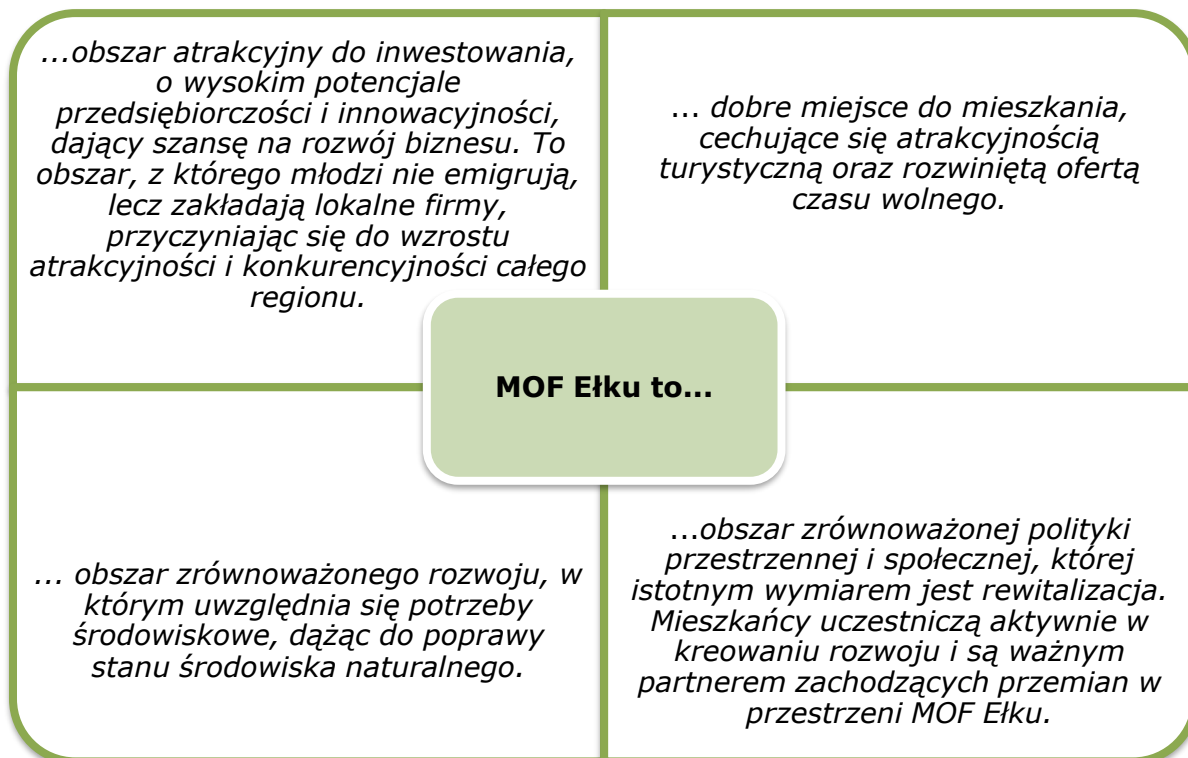 ...obszar atrakcyjny do inwestowania,
o wysokim potencjale
przedsiębiorczości i innowacyjności,
dający szansę na rozwój biznesu. To
obszar, z którego młodzi nie emigrują,
lecz zakładają lokalne firmy,
przyczyniając się do wzrostu
atrakcyjności i konkurencyjności całego
regionu.
... dobre miejsce do mieszkania,
cechujące się atrakcyjnością
turystyczną oraz rozwiniętą ofertą
czasu wolnego.
MOF Ełku to...
... obszar zrównoważonego rozwoju, w
którym uwzględnia się potrzeby
środowiskowe, dążąc do poprawy
stanu środowiska naturalnego.
...obszar zrównoważonej polityki
przestrzennej i społecznej, której
istotnym wymiarem jest rewitalizacja.
Mieszkańcy uczestniczą aktywnie w
kreowaniu rozwoju i są ważnym
partnerem zachodzących przemian w
przestrzeni MOF Ełku.